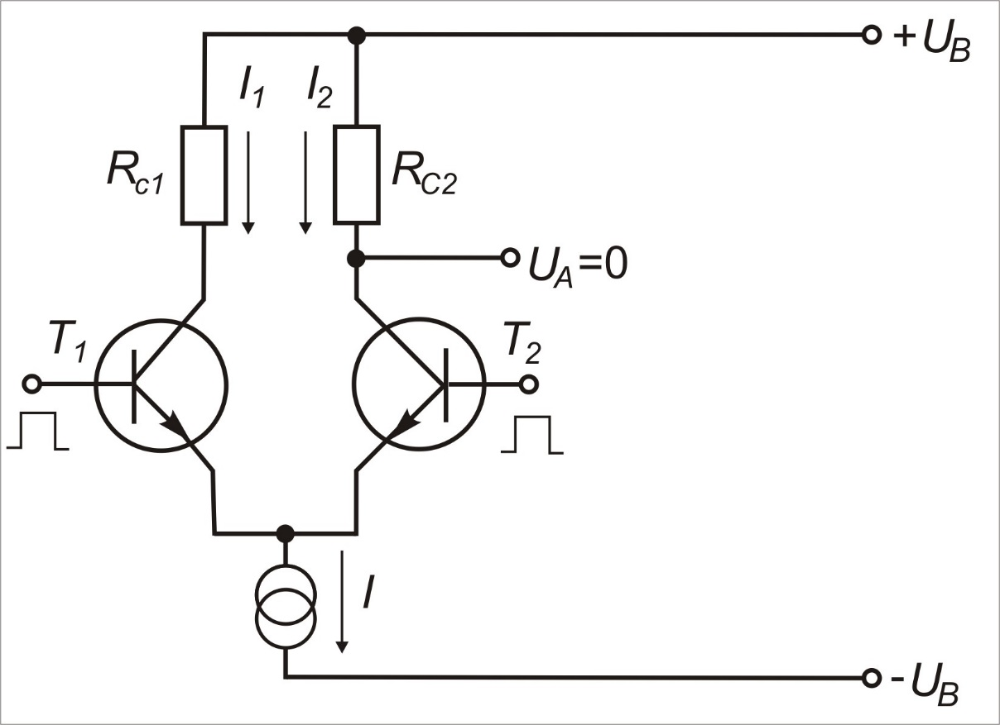 +U_B
I_1
I_2
R_c1
R_C2
U_A=0
T_1
T_2
I
-U_B